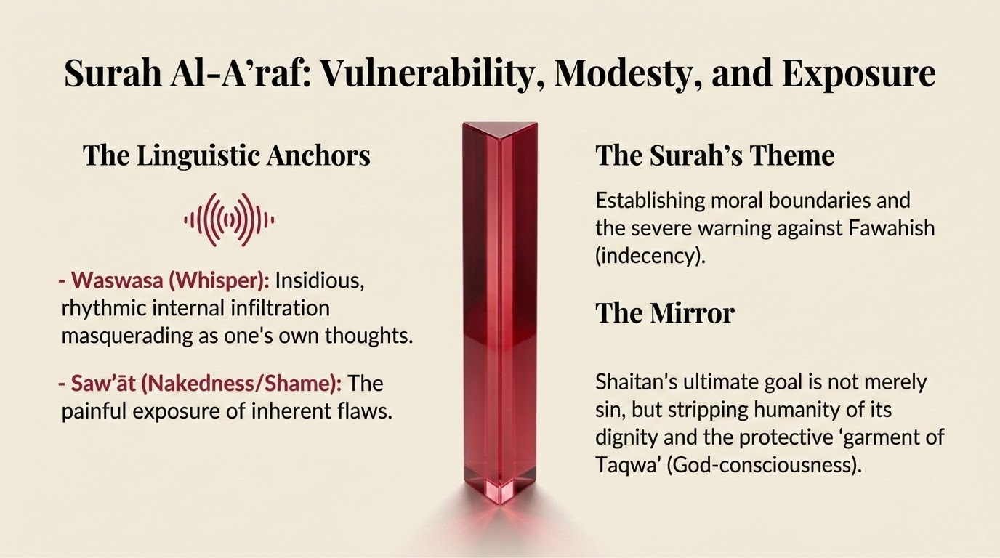 Surah Al-A’raf: Vulnerability, Modesty, and Exposure
The Linguistic Anchors
- Waswasa (Whisper): Insidious,
rhythmic internal infiltration
masquerading as one's own thoughts.
- Saw’āt (Nakedness/Shame): The
painful exposure of inherent flaws.
The Surah’s Theme
Establishing moral boundaries and
the severe warning against Fawahish
(indecency).
The Mirror
Shaitan's ultimate goal is not merely
sin, but stripping humanity of its
dignity and the protective ‘garment of
Taqwa’ (God-consciousness).